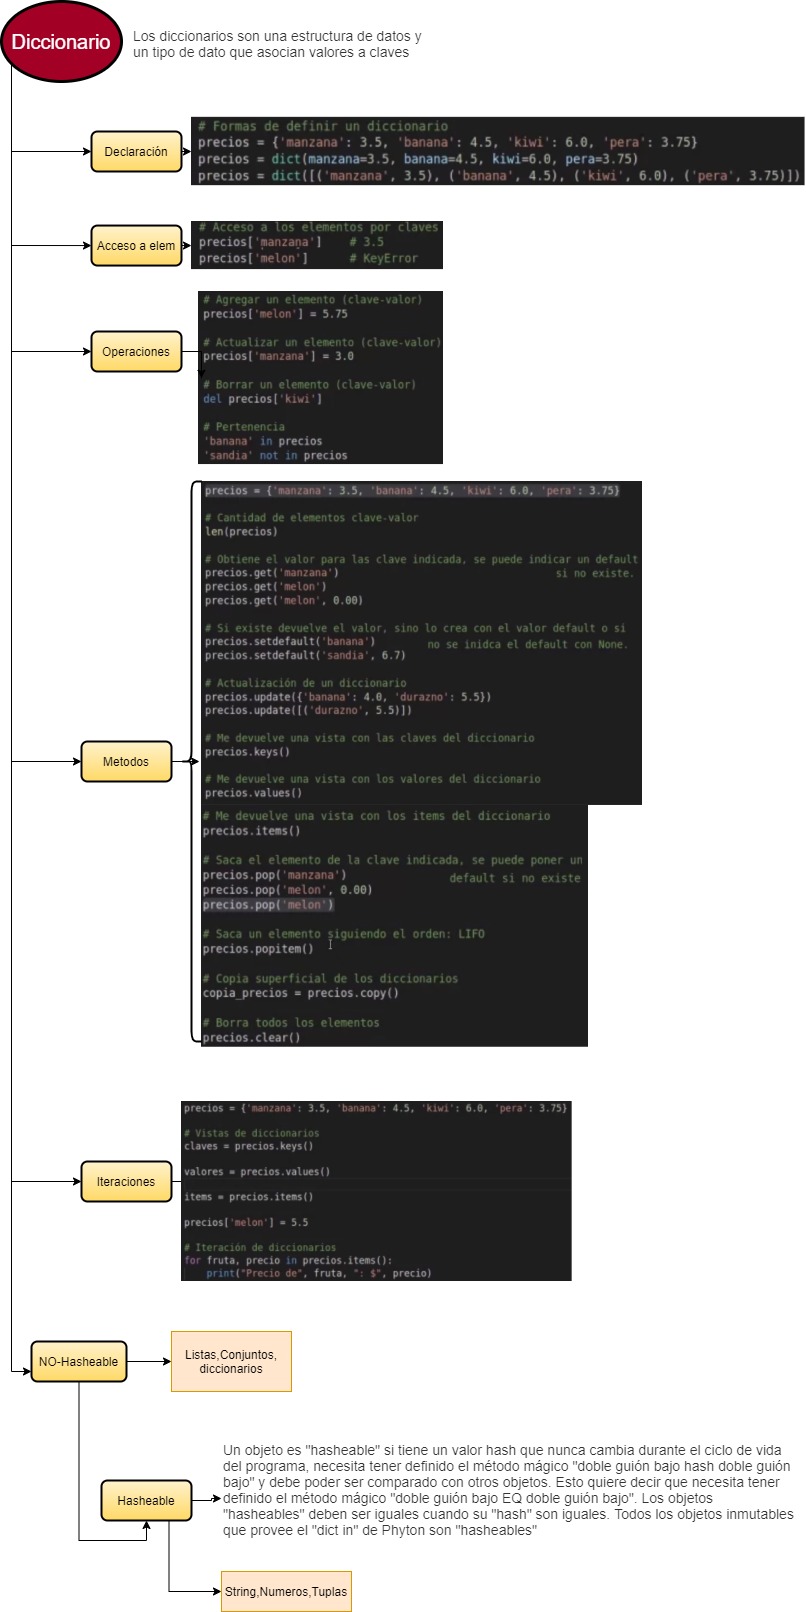 Diccionario
Los diccionarios son una estructura de datos y
un tipo de dato que asocian valores a claves
Declaración
# Formas de definir un diccionario
precios = {'manzana': 3.5, 'banana': 4.5, 'kiwi': 6.0, 'pera': 3.75}
precios = dict(manzana=3.5, banana=4.5, kiwi=6.0, pera=3.75)
precios = dict([('manzana', 3.5), ('banana', 4.5), ('kiwi', 6.0), ('pera', 3.75)])
Acceso a elem
# Acceso a los elementos por claves
precios['manzana']    # 3.5
precios['melon']      # KeyError
Operaciones
# Agregar un elemento (clave-valor)
precios['melon'] = 5.75
# Actualizar un elemento (clave-valor)
precios['manzana'] = 3.0
# Borrar un elemento (clave-valor)
del precios['kiwi']
# Pertenencia
'banana' in precios
'sandia' not in precios
Metodos
precios = {'manzana': 3.5, 'banana': 4.5, 'kiwi': 6.0, 'pera': 3.75}
# Cantidad de elementos clave-valor
len(precios)
# Obtiene el valor para las clave indicada, se puede indicar un default
si no existe.
precios.get('manzana')
precios.get('melon')
precios.get('melon', 0.00)
# Si existe devuelve el valor, sino lo crea con el valor default o si
no se inidca el default con None.
precios.setdefault('banana')
precios.setdefault('sandia', 6.7)
# Actualización de un diccionario
precios.update({'banana': 4.0, 'durazno': 5.5})
precios.update([('durazno', 5.5)])
# Me devuelve una vista con las claves del diccionario
precios.keys()
# Me devuelve una vista con los valores del diccionario
precios.values()
# Me devuelve una vista con los items del diccionario
precios.items()
# Saca el elemento de la clave indicada, se puede poner un
default si no existe
precios.pop('manzana')
precios.pop('melon', 0.00)
precios.pop('melon')
# Saca un elemento siguiendo el orden: LIFO
precios.popitem()
# Copia superficial de los diccionarios
copia_precios = precios.copy()
# Borra todos los elementos
precios.clear()
Iteraciones
precios = {'manzana': 3.5, 'banana': 4.5, 'kiwi': 6.0, 'pera': 3.75}
# Vistas de diccionarios
claves = precios.keys()
valores = precios.values()
items = precios.items()
precios['melon'] = 5.5
# Iteración de diccionarios
for fruta, precio in precios.items():
    print("Precio de", fruta, ": $", precio)
NO-Hasheable
Listas,Conjuntos,
diccionarios
Hasheable
Un objeto es "hasheable" si tiene un valor hash que nunca cambia durante el ciclo de vida
del programa, necesita tener definido el método mágico "doble guión bajo hash doble guión
bajo" y debe poder ser comparado con otros objetos. Esto quiere decir que necesita tener
definido el método mágico "doble guión bajo EQ doble guión bajo". Los objetos
"hasheables" deben ser iguales cuando su "hash" son iguales. Todos los objetos inmutables
que provee el "dict in" de Phyton son "hasheables"
String,Numeros,Tuplas